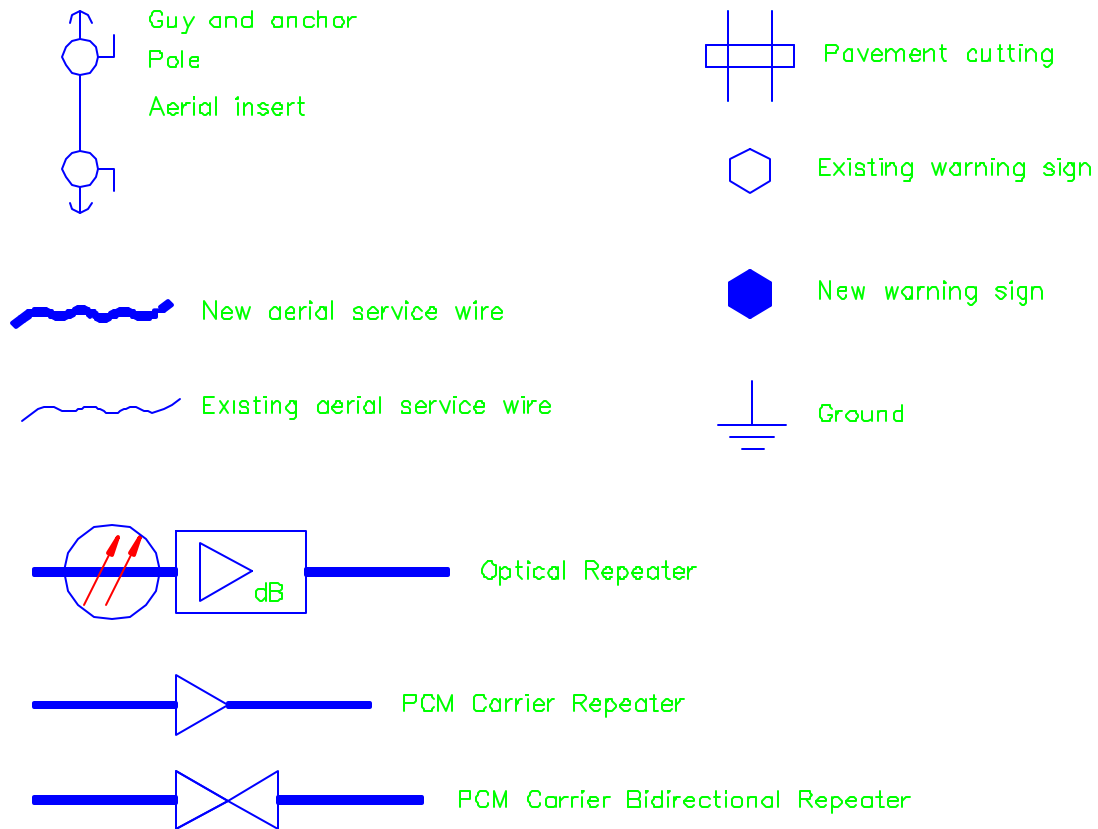 Guy and anchor
Pole
Aerial insert
New aerial service wire
Existing aerial service wire
Pavement cutting
Existing warning sign
New warning sign
Ground
dB
Optical Repeater
PCM Carrier Repeater
PCM Carrier Bidirectional Repeater